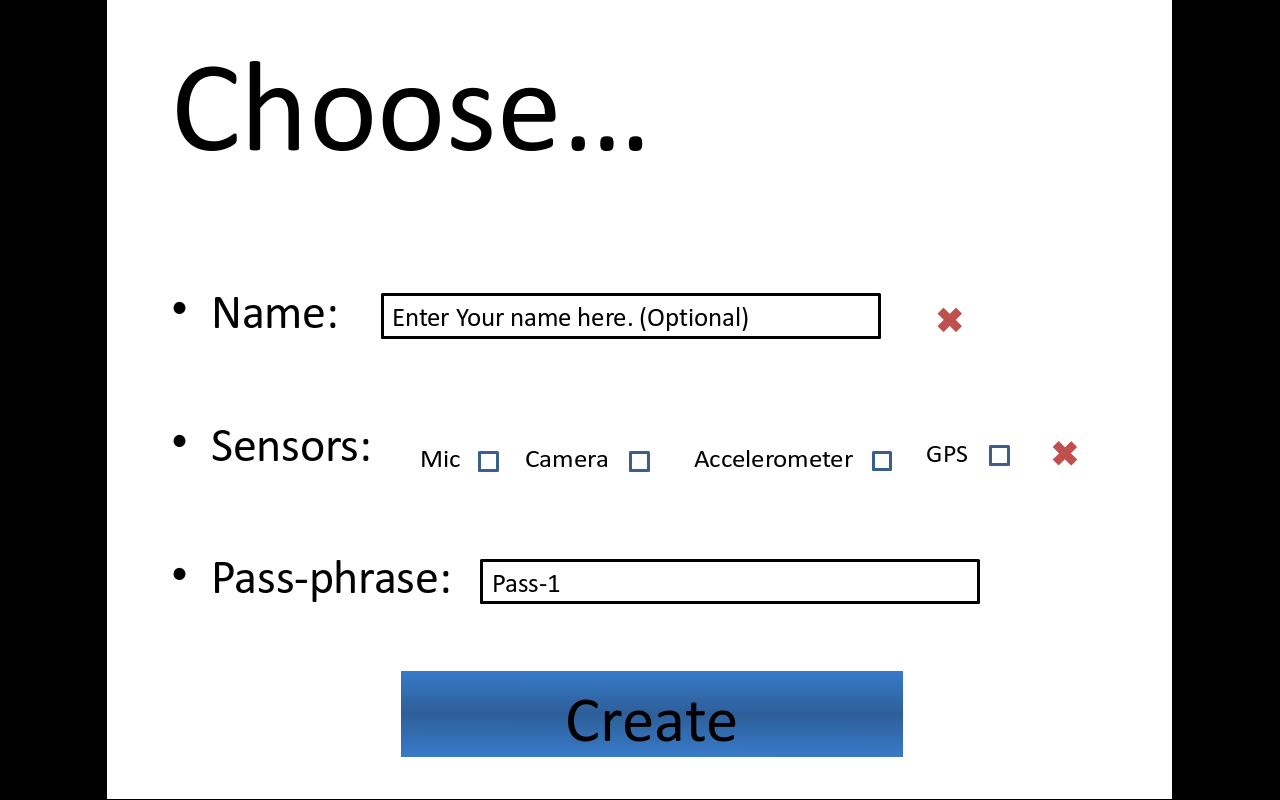 Choose…
• Name: Enter Your name here. (Optional)
• Sensors: Mic Camera Accelerometer GPS
• Pass-phrase: Pass-1
Create